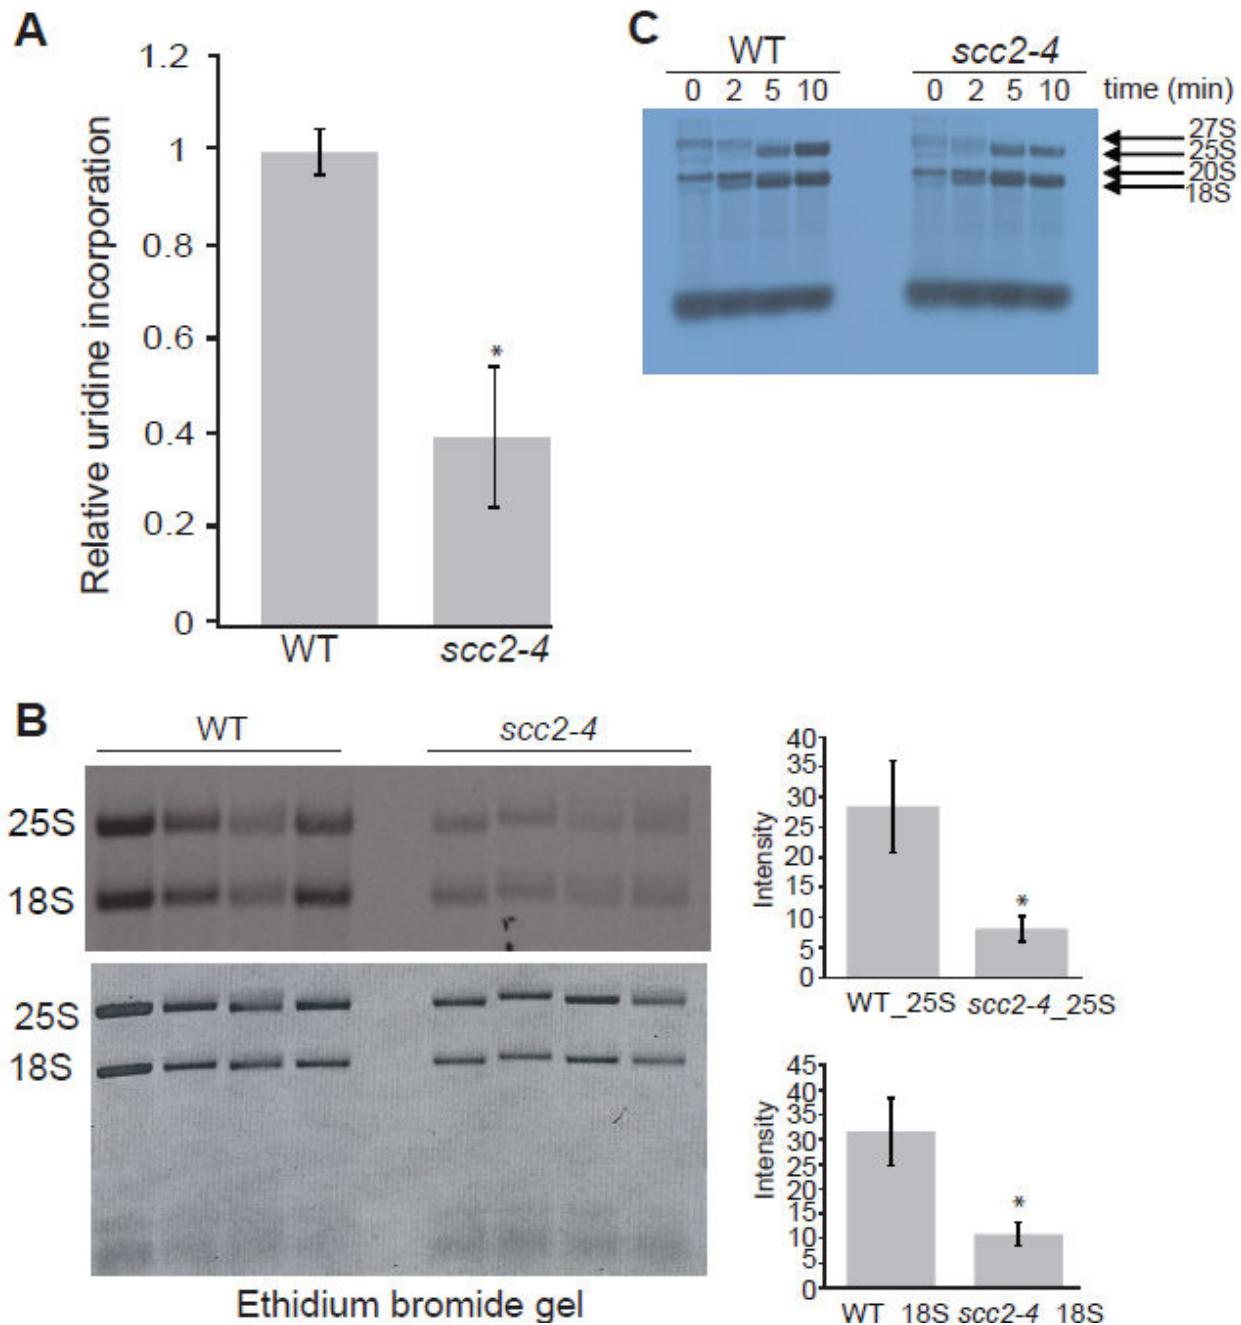 A
Relative uridine incorporation
1.2
1
0.8
0.6
0.4
0.2
0
*
WT
scc2-4
C
WT
scc2-4
0 2 5 10
0 2 5 10
time (min)
27S
25S
20S
18S
B
WT
scc2-4
25S
18S
25S
18S
Ethidium bromide gel
Intensity
40
35
30
25
20
15
10
5
0
*
WT_25S
scc2-4_25S
Intensity
45
40
35
30
25
20
15
10
5
0
*
WT_18S
scc2-4_18S